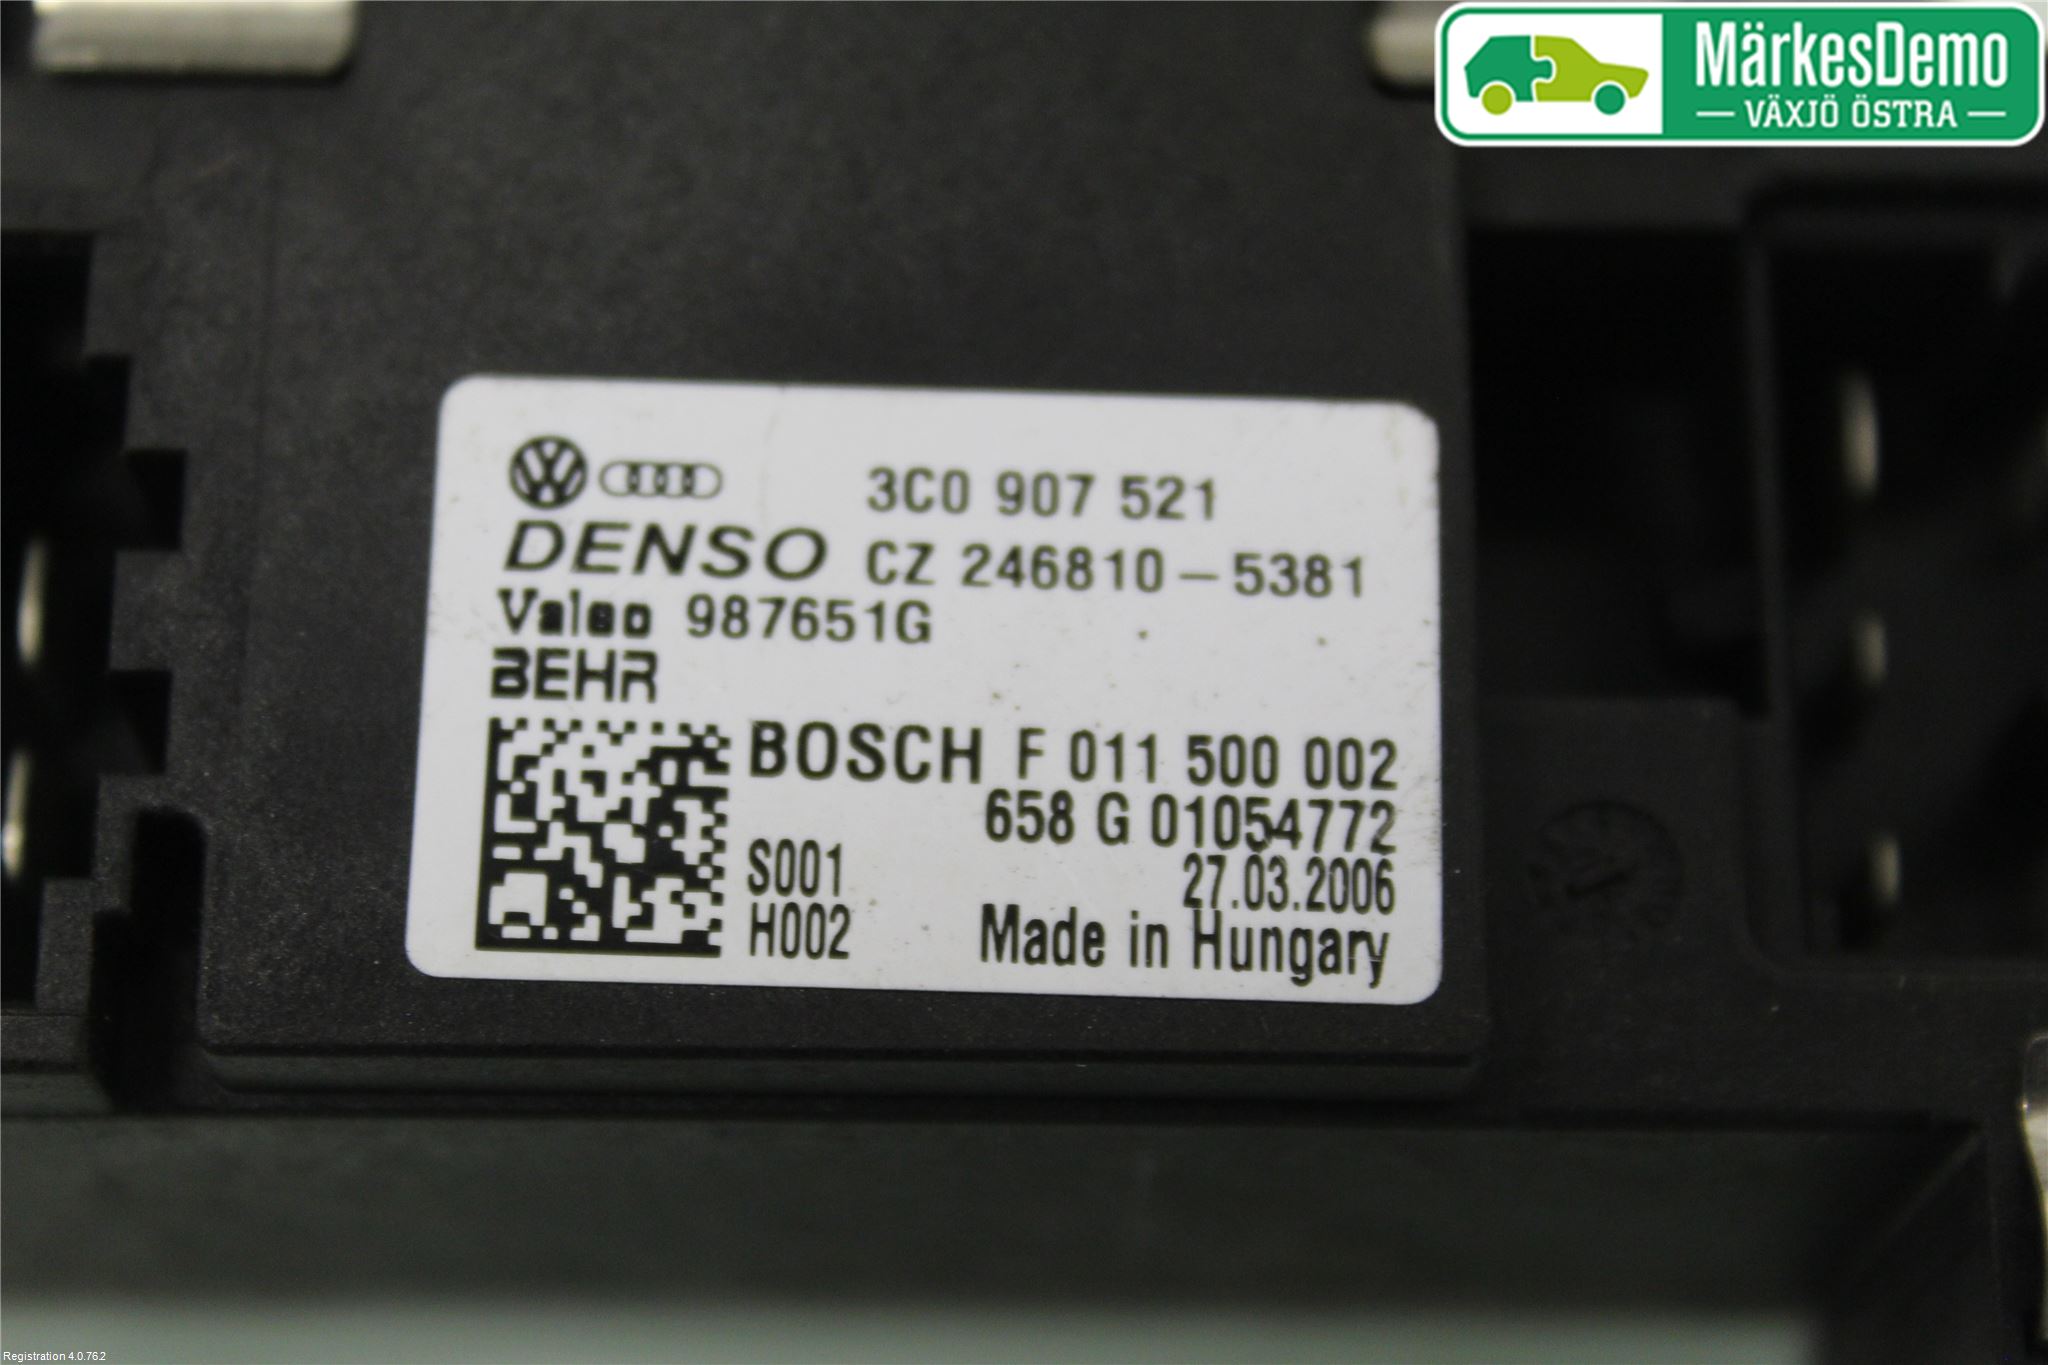 MärkesDemo
— VÄXJÖ ÖSTRA —
3C0 907 521
DENSO CZ 246810-5381
Valeo 987651G
BEHR
BOSCH F 011 500 002
658 G 01054772
S001 27.03.2006
H002 Made in Hungary
Registration 4.0.762